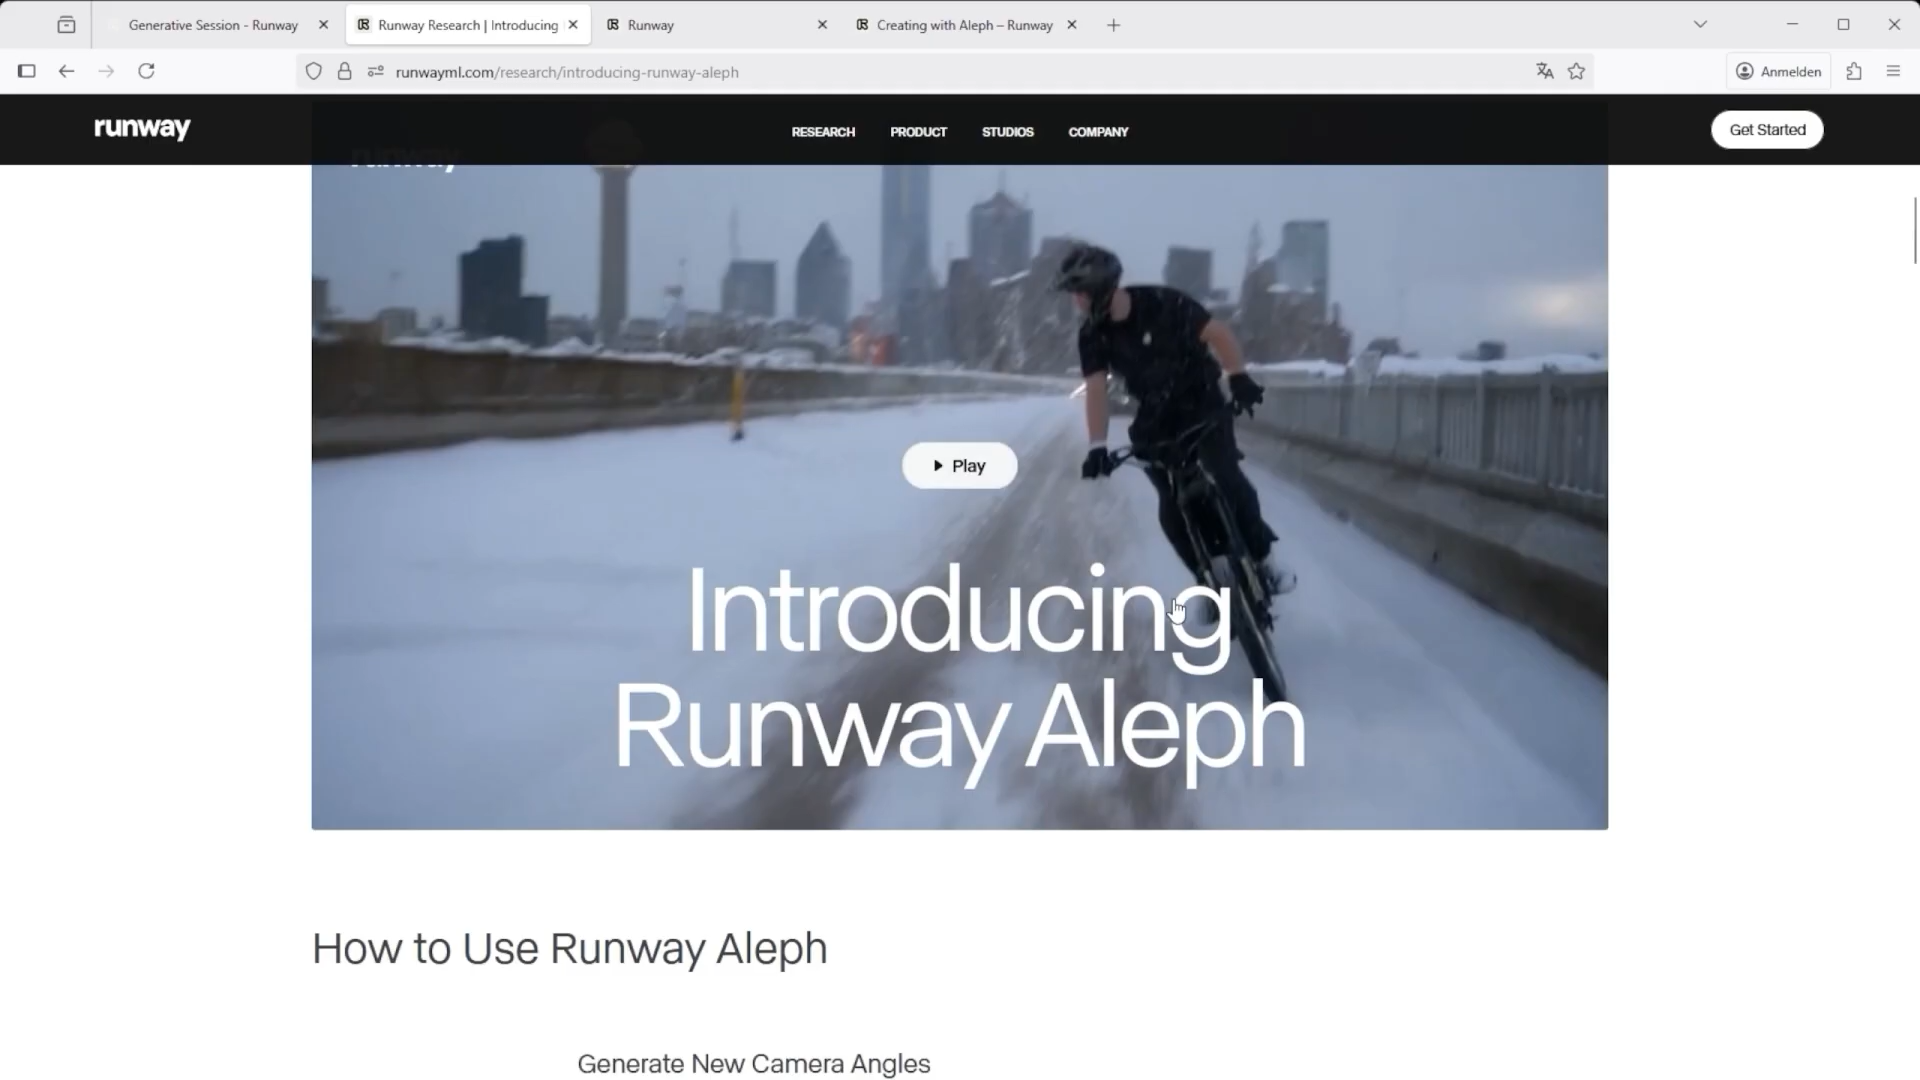 Generative Session - Runway
Runway Research | Introducing
Runway
Creating with Aleph – Runway
runwayml.com/research/introducing-runway-aleph
Anmelden
runway
RESEARCH
PRODUCT
STUDIOS
COMPANY
Get Started
runway
Play
Introducing
Runway Aleph
How to Use Runway Aleph
Generate New Camera Angles